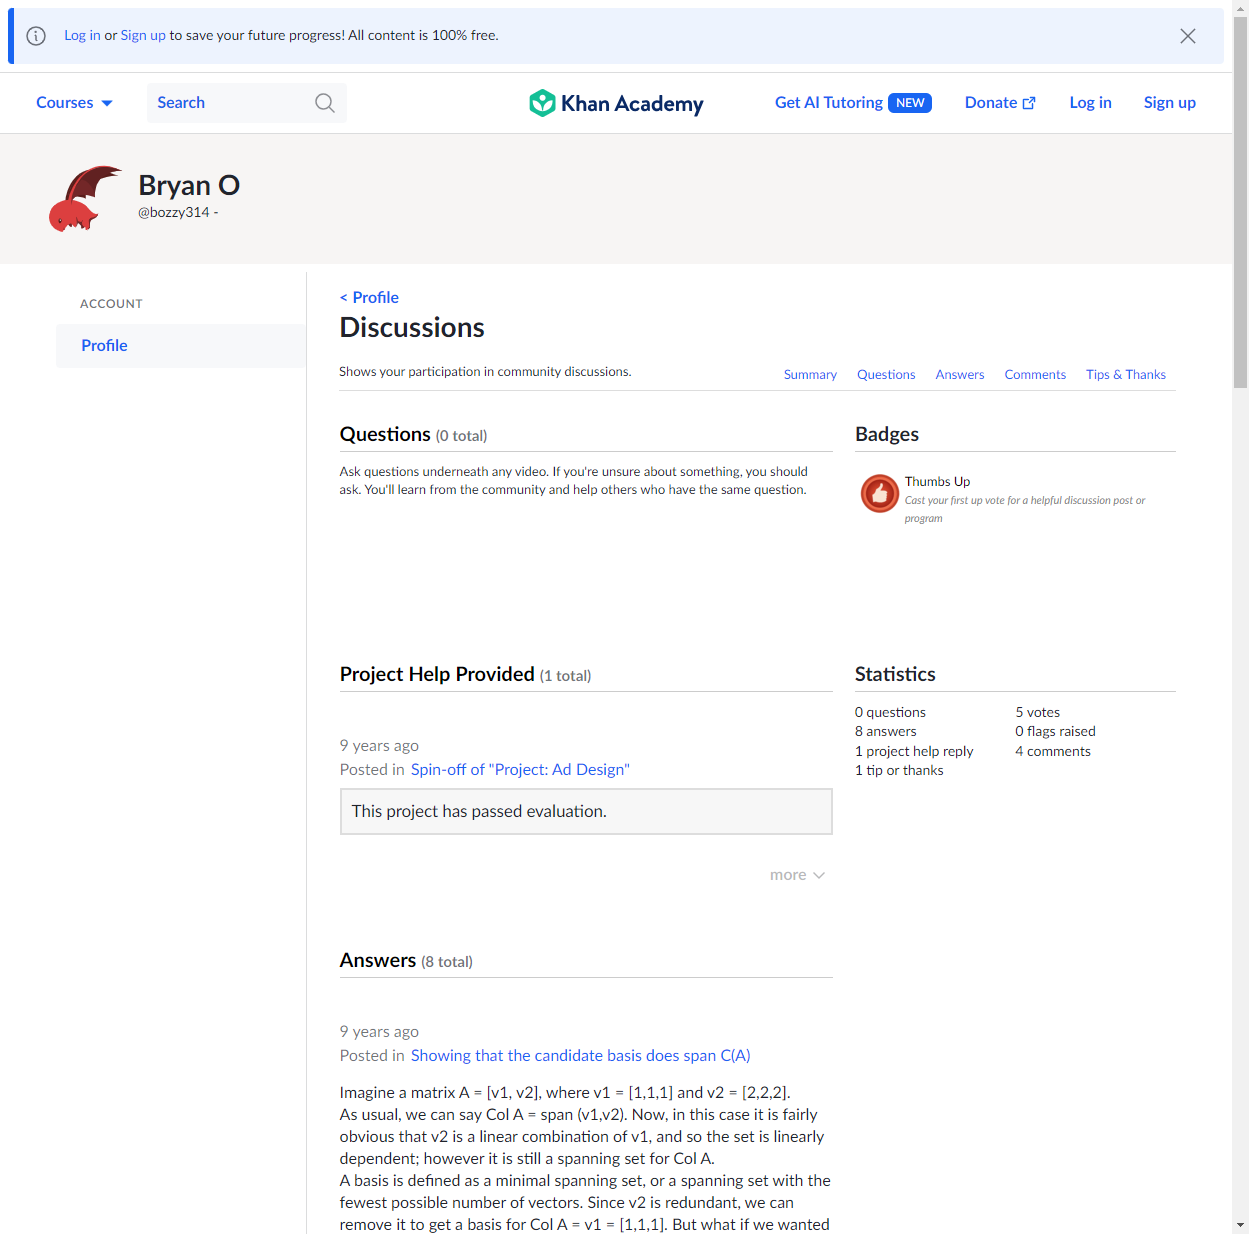 Log in or Sign up to save your future progress! All content is 100% free.
Courses
Search
Khan Academy
Get AI Tutoring NEW
Donate
Log in
Sign up
Bryan O
@bozzy314 -
ACCOUNT
Profile
< Profile
Discussions
Shows your participation in community discussions.
Summary
Questions
Answers
Comments
Tips & Thanks
Questions (0 total)
Ask questions underneath any video. If you're unsure about something, you should
ask. You'll learn from the community and help others who have the same question.
Badges
Thumbs Up
Cast your first up vote for a helpful discussion post or
program
Project Help Provided (1 total)
9 years ago
Posted in Spin-off of "Project: Ad Design"
This project has passed evaluation.
more
Statistics
0 questions
8 answers
1 project help reply
1 tip or thanks
5 votes
0 flags raised
4 comments
Answers (8 total)
9 years ago
Posted in Showing that the candidate basis does span C(A)
Imagine a matrix A = [v1, v2], where v1 = [1,1,1] and v2 = [2,2,2].
As usual, we can say Col A = span (v1,v2). Now, in this case it is fairly
obvious that v2 is a linear combination of v1, and so the set is linearly
dependent; however it is still a spanning set for Col A.
A basis is defined as a minimal spanning set, or a spanning set with the
fewest possible number of vectors. Since v2 is redundant, we can
remove it to get a basis for Col A = v1 = [1,1,1]. But what if we wanted